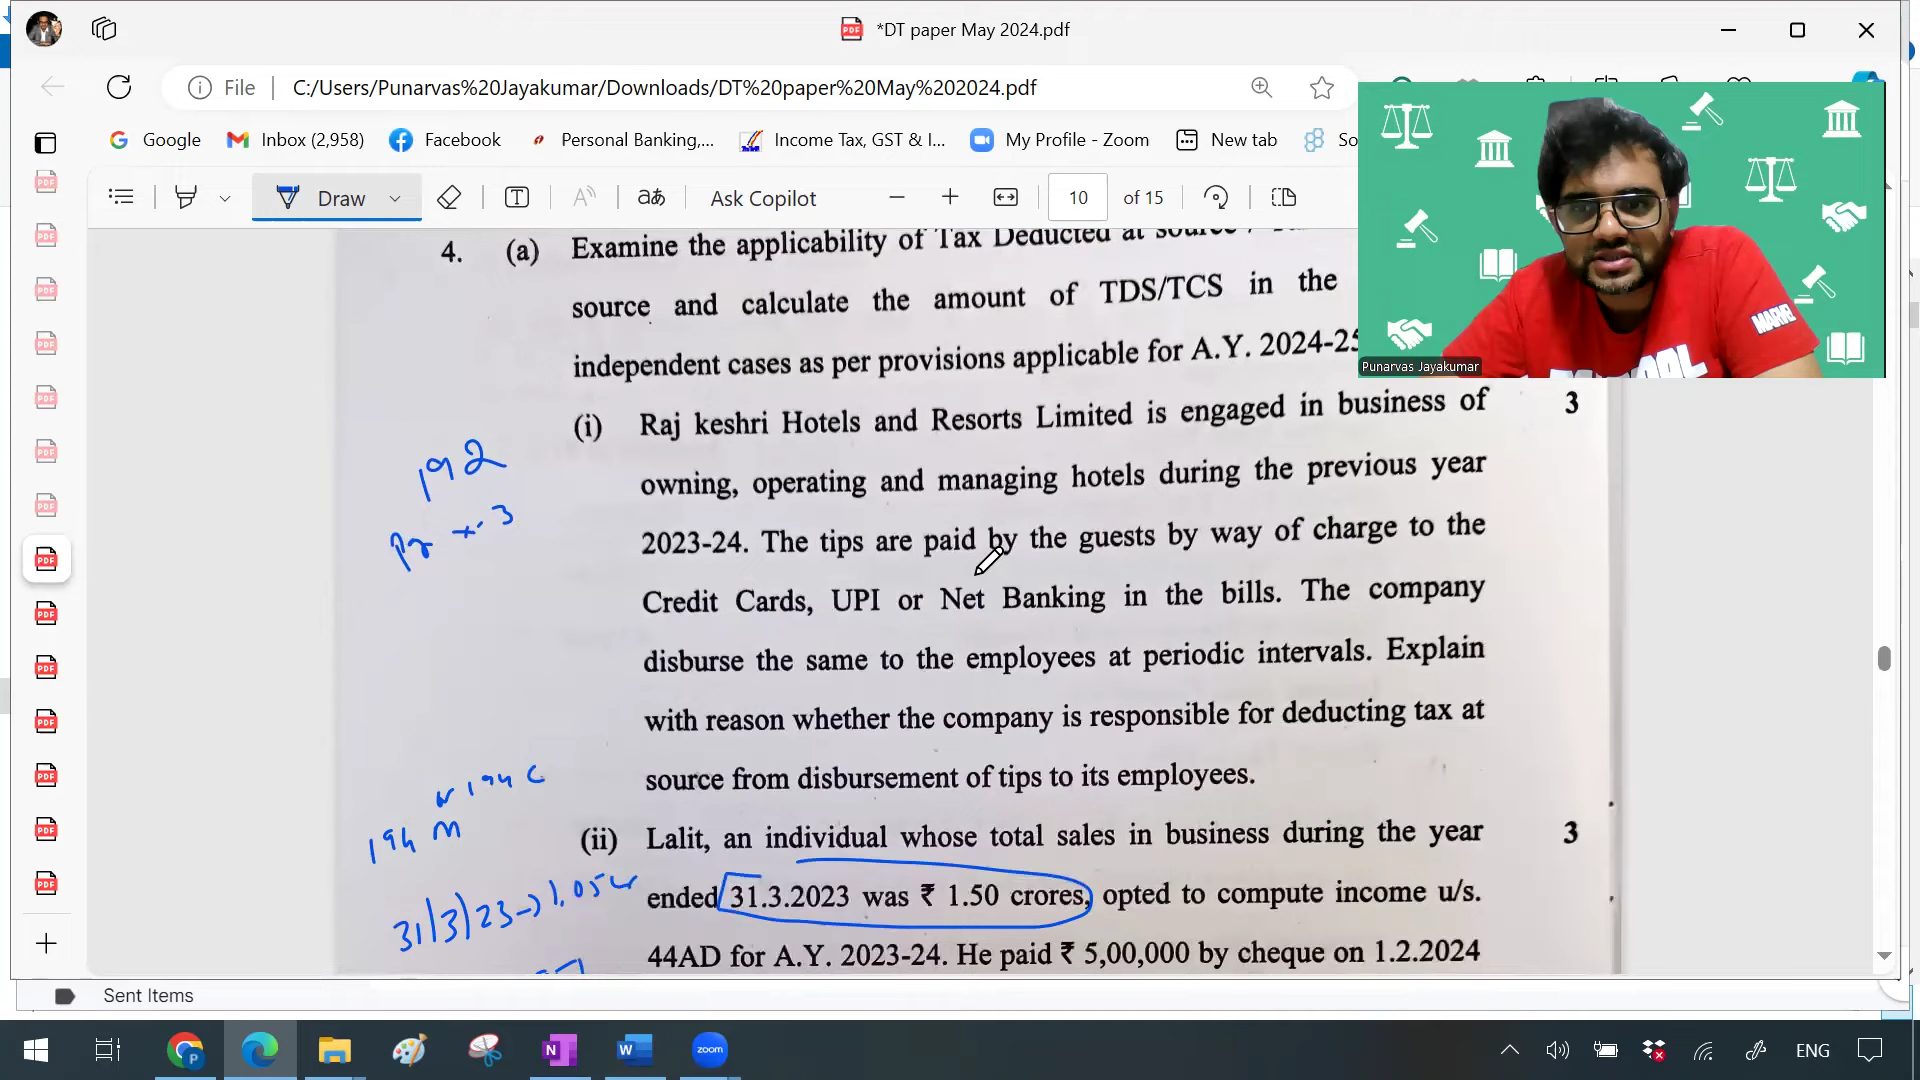 *DT paper May 2024.pdf
File
C:/Users/Punarvas%20Jayakumar/Downloads/DT%20paper%20May%202024.pdf
Google
Inbox (2,958)
Facebook
Personal Banking,...
Income Tax, GST & I...
My Profile - Zoom
New tab
So
Draw
Ask Copilot
10
of 15
4. (a) Examine the applicability of Tax Deducted at source /
source and calculate the amount of TDS/TCS in the
independent cases as per provisions applicable for A.Y. 2024-25
(i) Raj keshri Hotels and Resorts Limited is engaged in business of 3
owning, operating and managing hotels during the previous year
2023-24. The tips are paid by the guests by way of charge to the
Credit Cards, UPI or Net Banking in the bills. The company
disburse the same to the employees at periodic intervals. Explain
with reason whether the company is responsible for deducting tax at
source from disbursement of tips to its employees.
(ii) Lalit, an individual whose total sales in business during the year 3
ended 31.3.2023 was ₹ 1.50 crores, opted to compute income u/s.
44AD for A.Y. 2023-24. He paid ₹ 5,00,000 by cheque on 1.2.2024
192
194 C
194 M
31/3/23→1.05cr
MARVEL
Punarvas Jayakumar
Sent Items
zoom
ENG